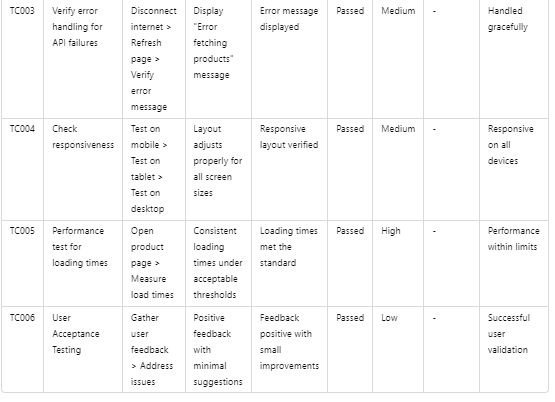 TC003 Verify error Disconnect Display Error message Passed Medium - Handled
handling for internet > "Error displayed gracefully
API failures Refresh fetching
page > products"
Verify message
error
message
TC004 Check Test on Layout Responsive Passed Medium - Responsive
responsiveness mobile > adjusts layout verified on all
Test on properly for devices
tablet > all screen
Test on sizes
desktop
TC005 Performance Open Consistent Loading times Passed High - Performance
test for product loading met the within limits
loading times page > times under standard
Measure acceptable
load times thresholds
TC006 User Gather Positive Feedback Passed Low - Successful
Acceptance user feedback positive with user
Testing feedback with small validation
> Address minimal improvements
issues suggestions